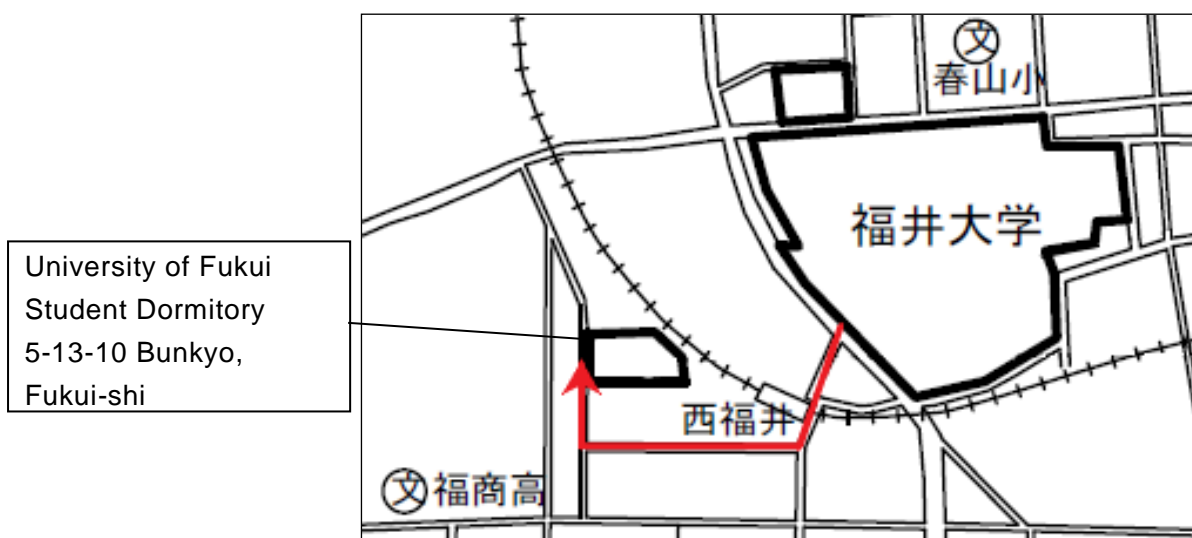 文
春山小
福井大学
University of Fukui
Student Dormitory
5-13-10 Bunkyo,
Fukui-shi
西福井
文福商高